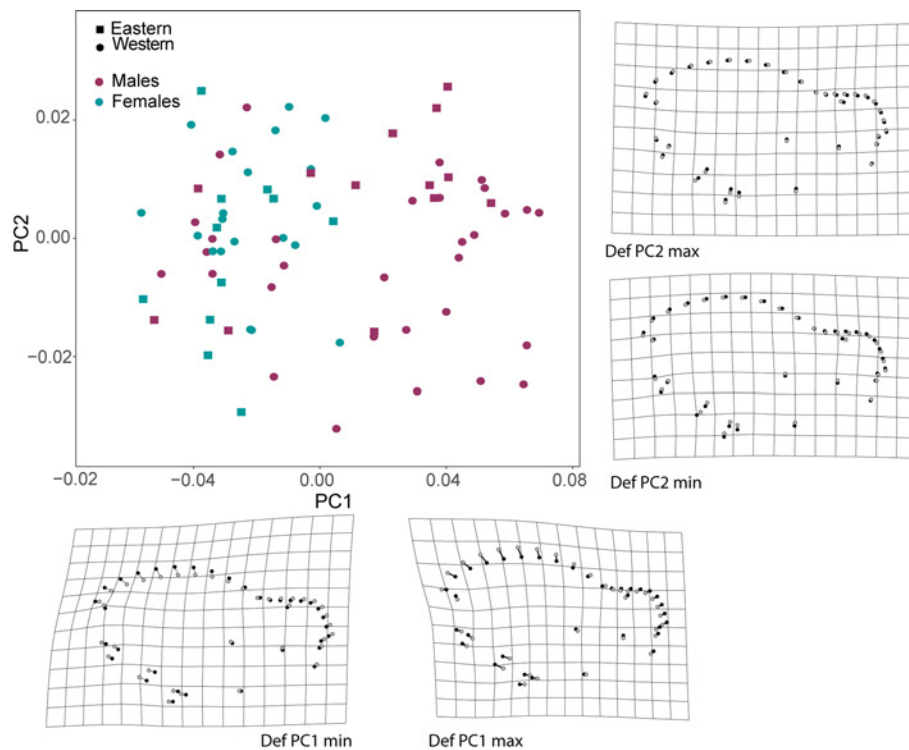 Eastern
Western
Males
Females
PC2
0.02
0.00
−0.02
−0.02
−0.04
0.00
0.04
0.08
PC1
Def PC2 max
Def PC2 min
Def PC1 min
Def PC1 max